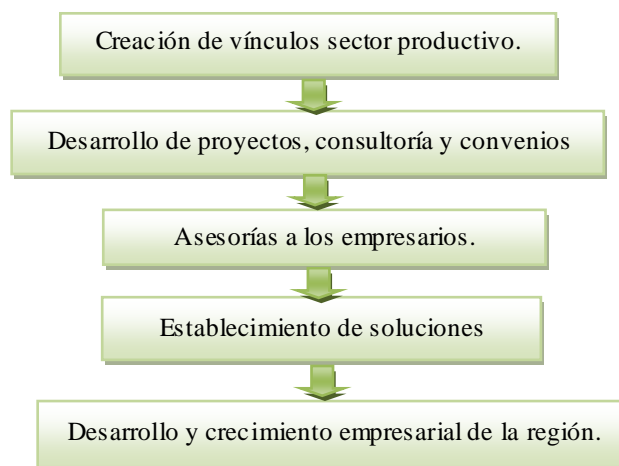 Creación de vínculos sector productivo.
Desarrollo de proyectos, consultoría y convenios
Asesorías a los empresarios.
Establecimiento de soluciones
Desarrollo y crecimiento empresarial de la región.